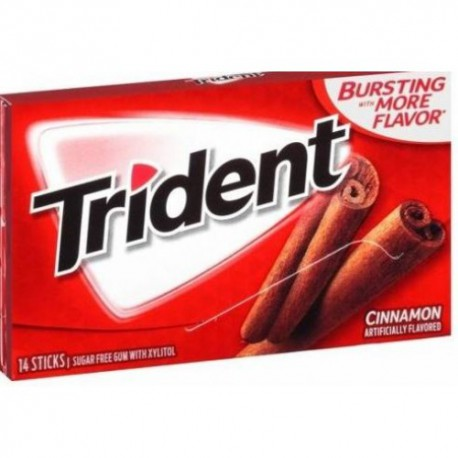 BURSTING
WITH MORE
FLAVOR*
Trident
CINNAMON
ARTIFICIALLY FLAVORED
14 STICKS | SUGAR FREE GUM WITH XYLITOL